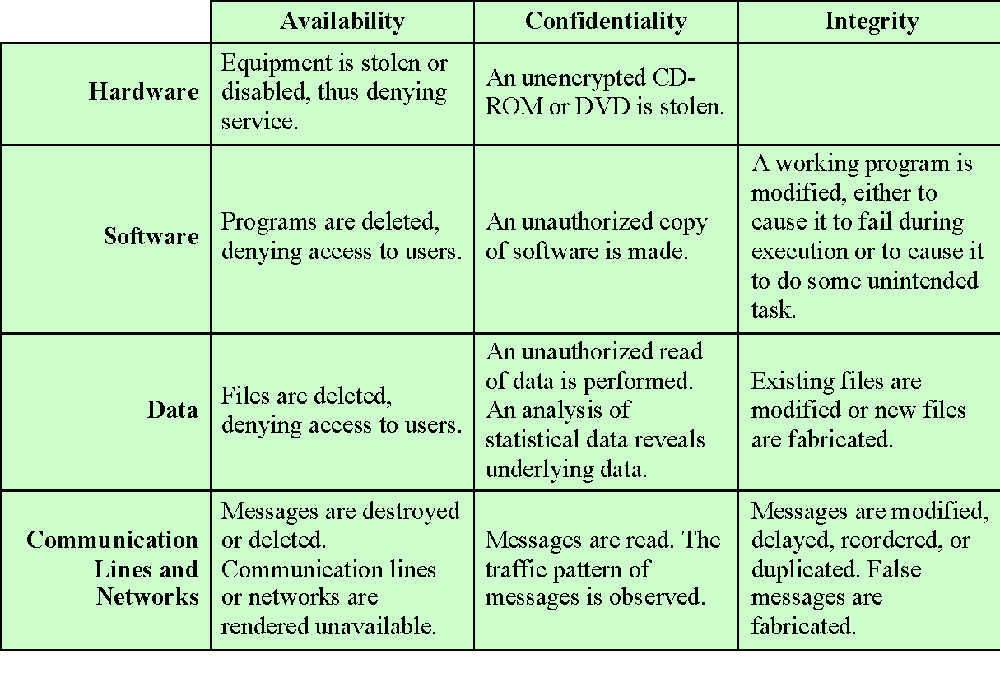 Availability
Confidentiality
Integrity
Hardware
Equipment is stolen or
disabled, thus denying
service.
An unencrypted CD-
ROM or DVD is stolen.
Software
Programs are deleted,
denying access to users.
An unauthorized copy
of software is made.
A working program is
modified, either to
cause it to fail during
execution or to cause it
to do some unintended
task.
Data
Files are deleted,
denying access to users.
An unauthorized read
of data is performed.
An analysis of
statistical data reveals
underlying data.
Existing files are
modified or new files
are fabricated.
Communication
Lines and
Networks
Messages are destroyed
or deleted.
Communication lines
or networks are
rendered unavailable.
Messages are read. The
traffic pattern of
messages is observed.
Messages are modified,
delayed, reordered, or
duplicated. False
messages are
fabricated.